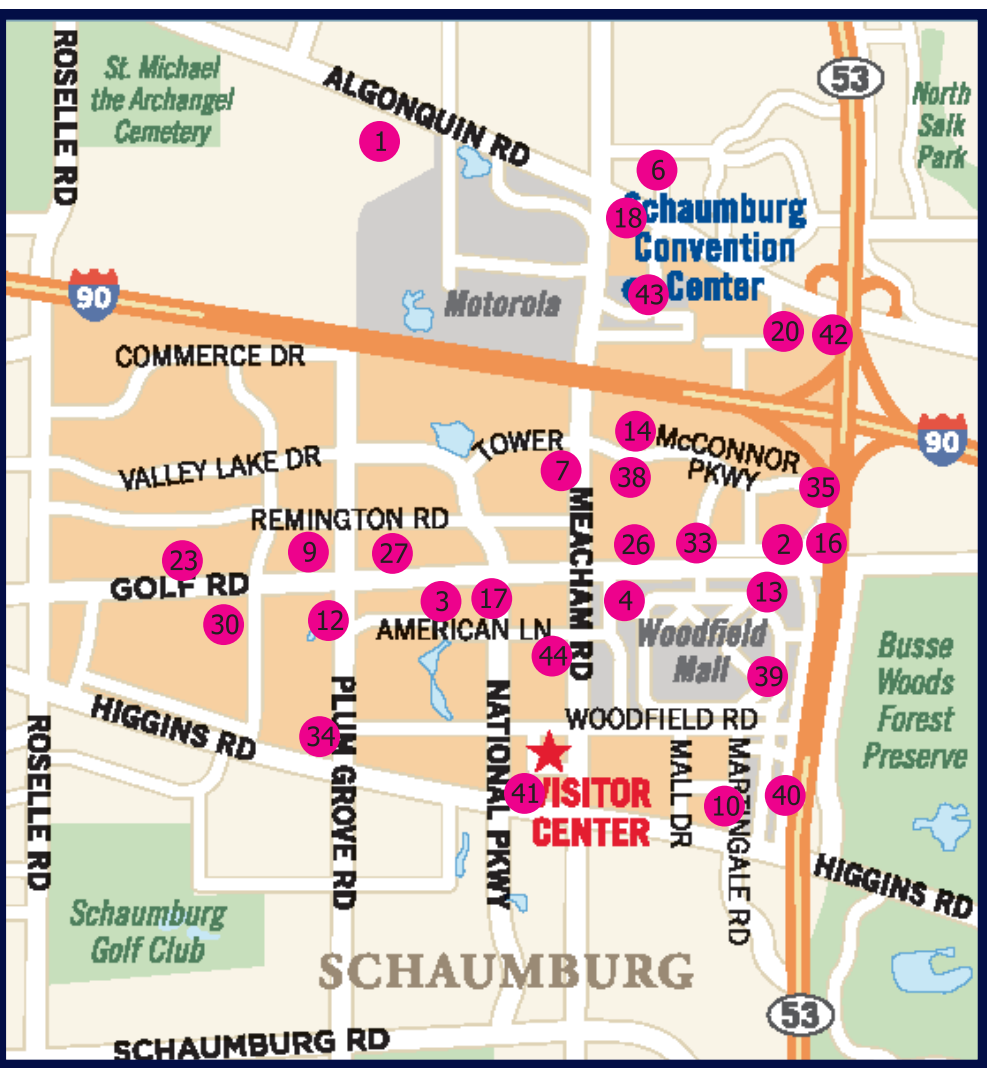 ROSELLE RD
St. Michael
the Archangel
Cemetery
ALGONQUIN RD
53
North
Salk
Park
1
6
18
Schaumburg
Convention
Center
43
Motorola
90
20
42
COMMERCE DR
14
McCONNOR
PKWY
90
TOWER
7
38
35
VALLEY LAKE DR
MEACHAM RD
REMINGTON RD
23
9
27
26
33
2
16
GOLF RD
3
17
4
13
30
12
AMERICAN LN
Woodfield
Mall
44
39
Busse
Woods
Forest
Preserve
HIGGINS RD
34
PLUM GROVE RD
NATIONAL PKWY
WOODFIELD RD
ROSELLE RD
41
VISITOR
CENTER
MALL DR
10
MARTINGALE RD
40
HIGGINS RD
Schaumburg
Golf Club
SCHAUMBURG
53
SCHAUMBURG RD